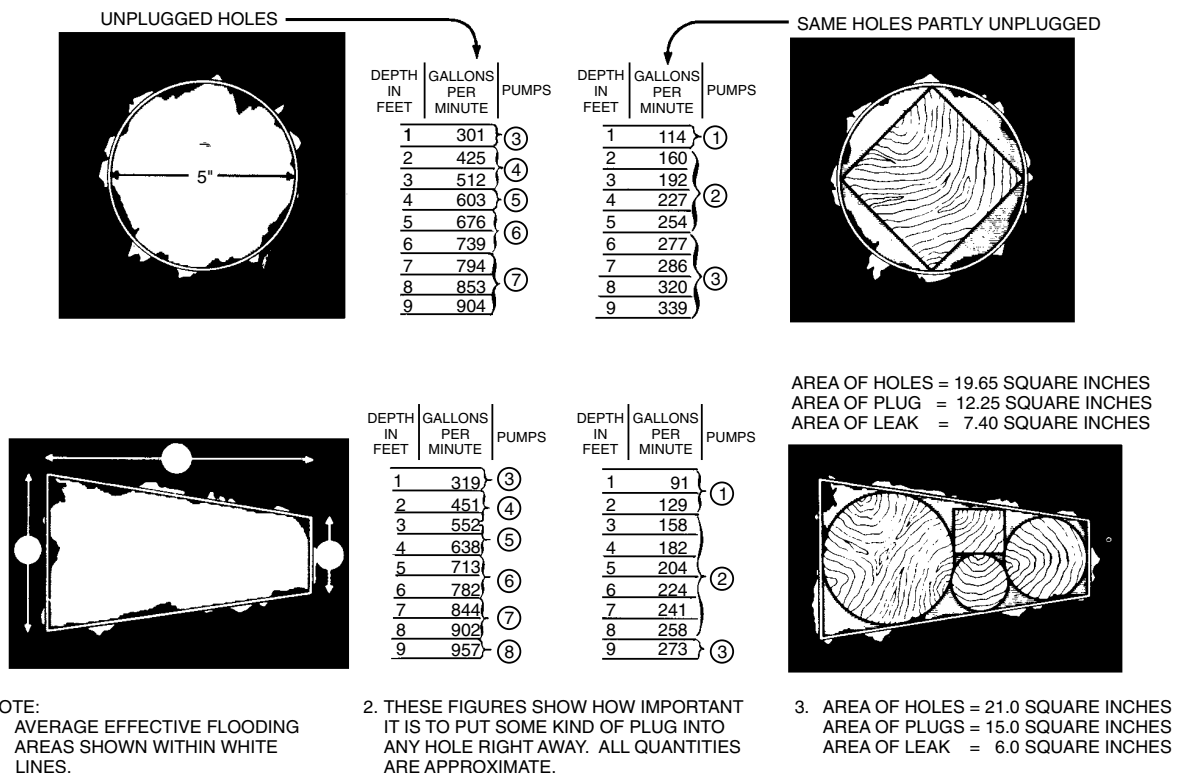 UNPLUGGED HOLES
SAME HOLES PARTLY UNPLUGGED
DEPTH IN FEET GALLONS PER MINUTE PUMPS
1 301 3
2 425 4
3 512
4 603 5
5 676 6
6 739
7 794 7
8 853
9 904
5"
DEPTH IN FEET GALLONS PER MINUTE PUMPS
1 114 1
2 160 2
3 192
4 227
5 254
6 277 3
7 286
8 320
9 339
AREA OF HOLES = 19.65 SQUARE INCHES
AREA OF PLUG = 12.25 SQUARE INCHES
AREA OF LEAK = 7.40 SQUARE INCHES
DEPTH IN FEET GALLONS PER MINUTE PUMPS
1 319 3
2 451 4
3 552 5
4 638
5 713 6
6 782
7 844 7
8 902
9 957 8
DEPTH IN FEET GALLONS PER MINUTE PUMPS
1 91 1
2 129
3 158 2
4 182
5 204
6 224
7 241
8 258
9 273 3
OTE:
AVERAGE EFFECTIVE FLOODING
AREAS SHOWN WITHIN WHITE
LINES.
2. THESE FIGURES SHOW HOW IMPORTANT
IT IS TO PUT SOME KIND OF PLUG INTO
ANY HOLE RIGHT AWAY. ALL QUANTITIES
ARE APPROXIMATE.
3. AREA OF HOLES = 21.0 SQUARE INCHES
AREA OF PLUGS = 15.0 SQUARE INCHES
AREA OF LEAK = 6.0 SQUARE INCHES